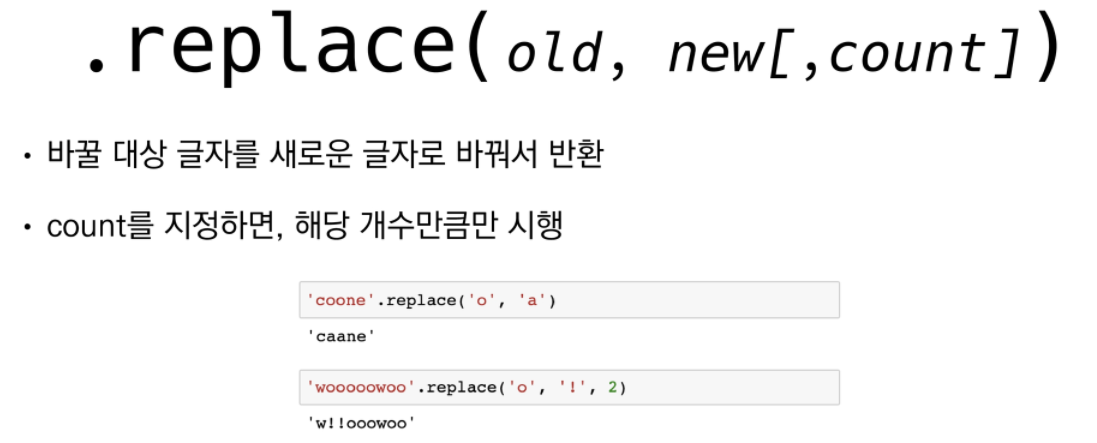 .replace(old, new[,count])
• 바꿀 대상 글자를 새로운 글자로 바꿔서 반환
• count를 지정하면, 해당 개수만큼만 시행
'coone'.replace('o', 'a')
'caane'
'wooooowoo'.replace('o', '!', 2)
'w!!ooowoo'